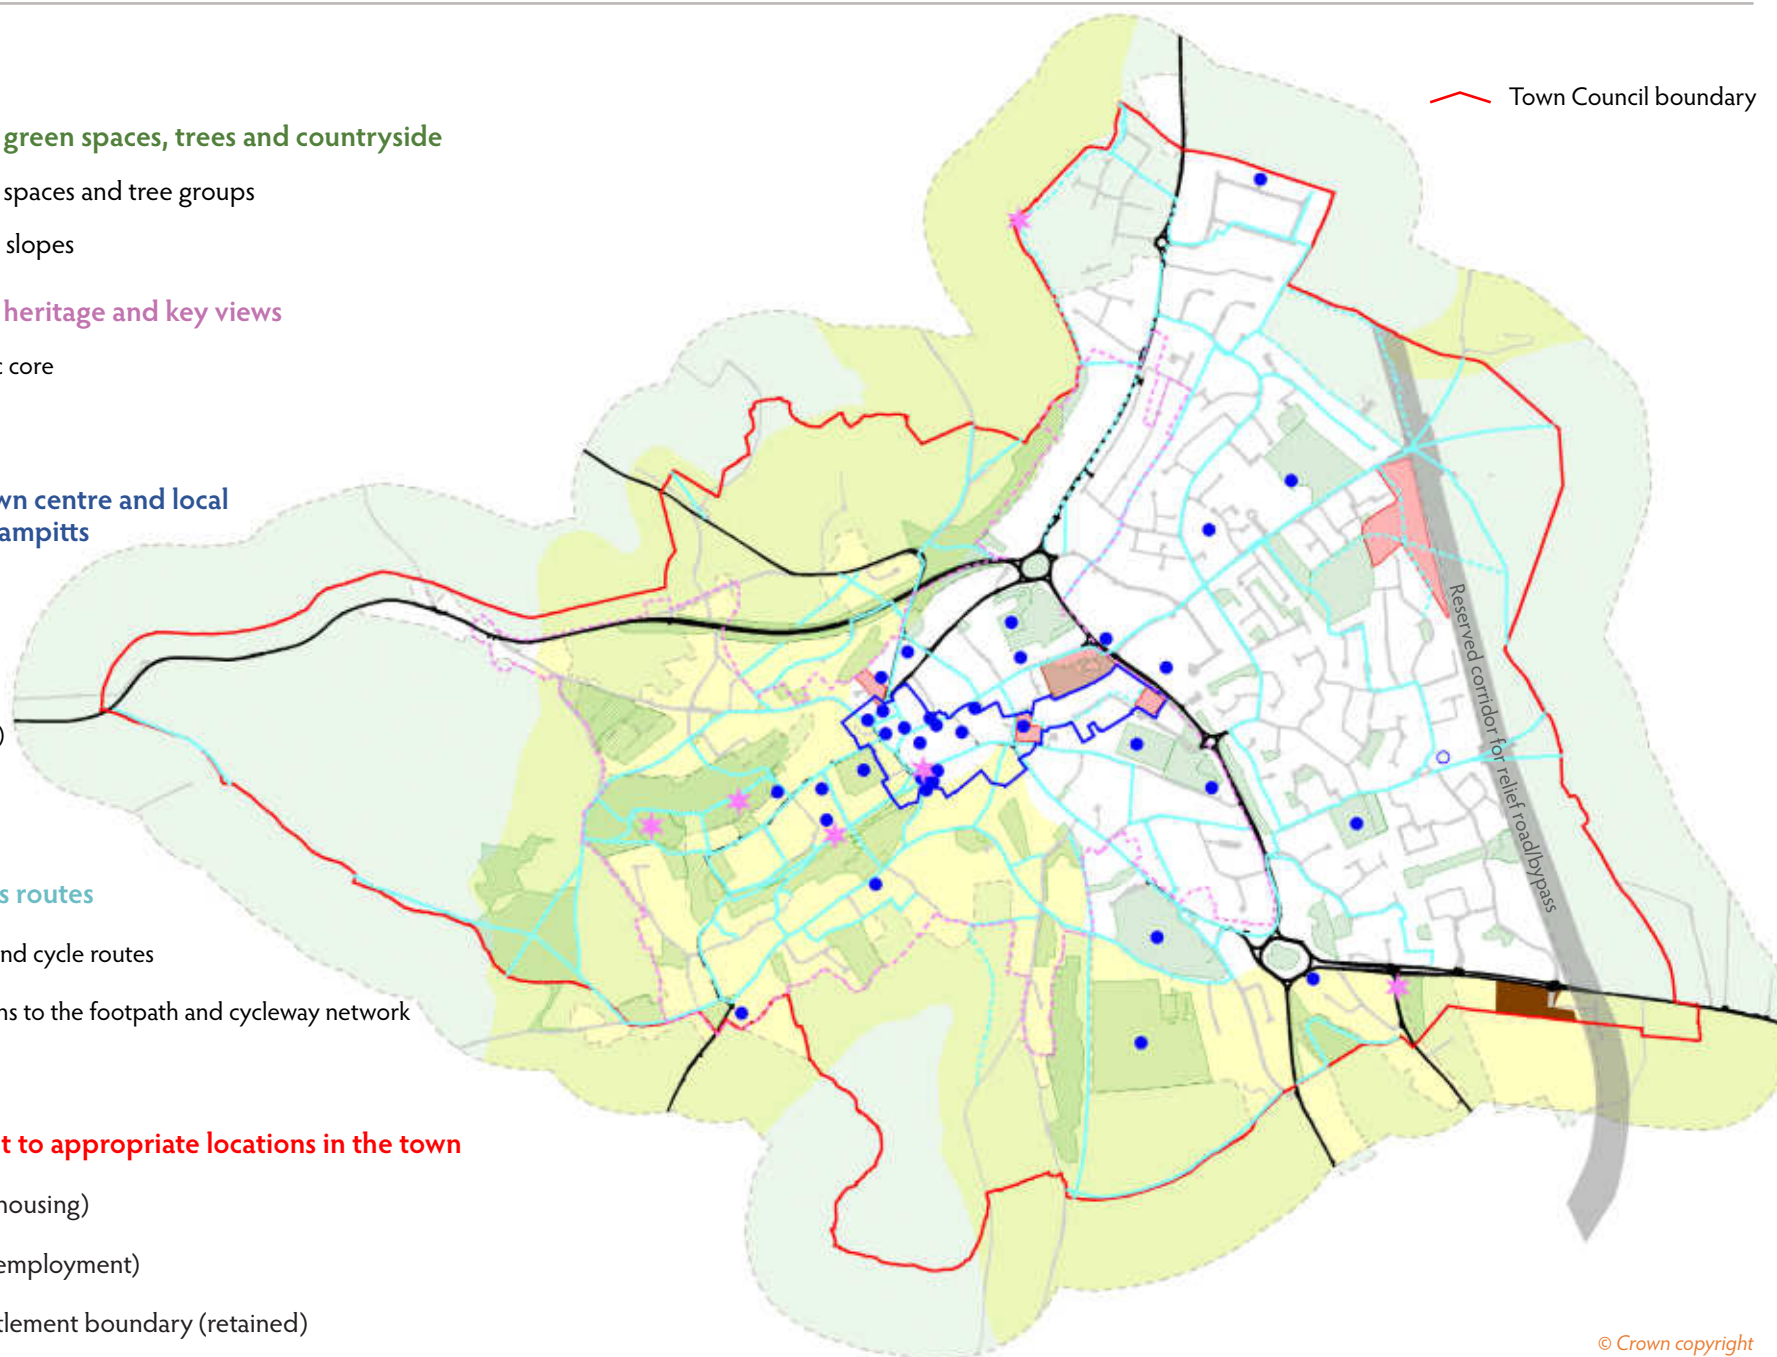 Town Council boundary
green spaces, trees and countryside
spaces and tree groups
slopes
heritage and key views
c core
wn centre and local
ampitts
)
s routes
nd cycle routes
ns to the footpath and cycleway network
t to appropriate locations in the town
housing)
employment)
tlement boundary (retained)
Reserved corridor for relief road/bypass
© Crown copyright